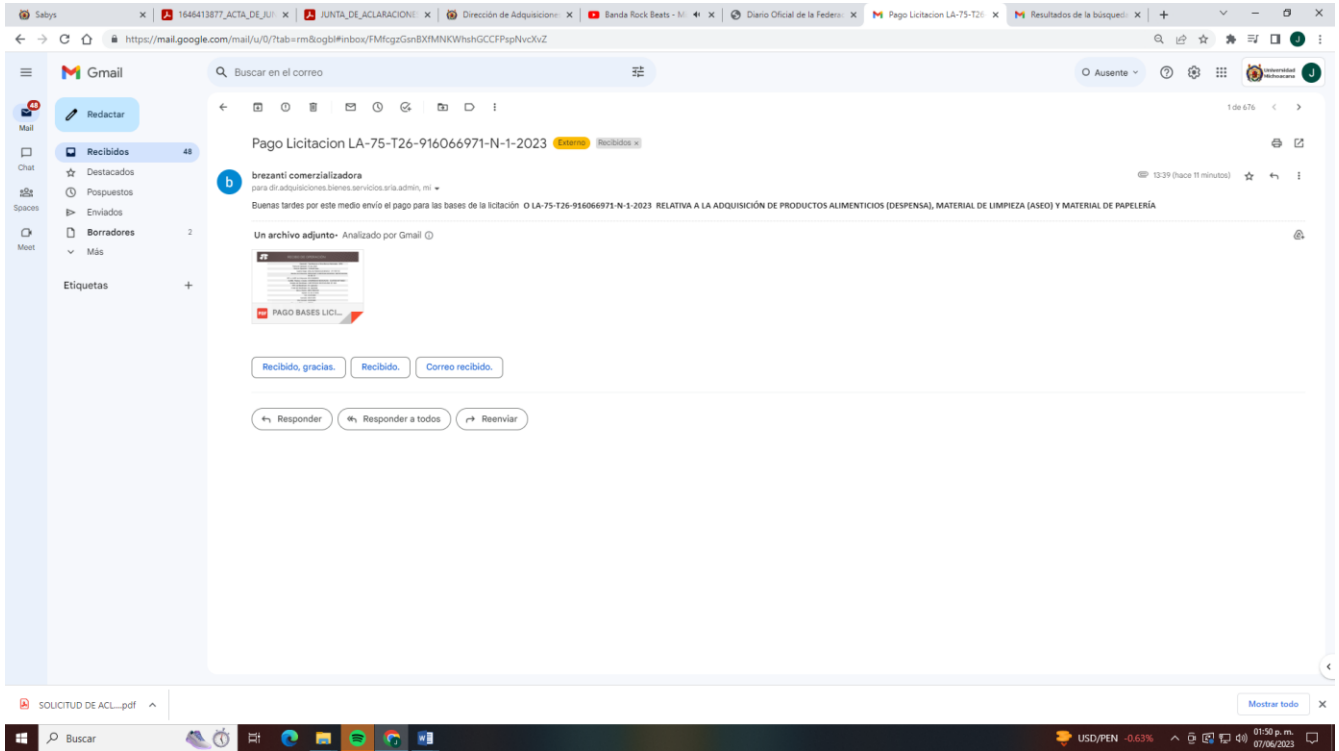 Sabys
1646413877_ACTA_DE_JUN
JUNTA_DE_ACLARACIONE
Dirección de Adquisicione
Banda Rock Beats - M
Diario Oficial de la Federac
Pago Licitacion LA-75-T26
Resultados de la búsqued
https://mail.google.com/mail/u/0/?tab=rm&ogbl#inbox/FMfcgzGsnBXfMNKWhshGCCFPspNvcXvZ
J
Gmail
Buscar en el correo
Ausente
Universidad
Michoacana
J
48
Mail
Chat
Spaces
Meet
Redactar
Recibidos 48
Destacados
Pospuestos
Enviados
Borradores 2
Más
Etiquetas
1 de 676
Pago Licitacion LA-75-T26-916066971-N-1-2023 Externo Recibidos x
b
brezanti comerzializadora
13:39 (hace 11 minutos)
para dir.adquisiciones.bienes.servicios.sria.admin, mi
Buenas tardes por este medio envío el pago para las bases de la licitación O LA-75-T26-916066971-N-1-2023 RELATIVA A LA ADQUISICIÓN DE PRODUCTOS ALIMENTICIOS (DESPENSA), MATERIAL DE LIMPIEZA (ASEO) Y MATERIAL DE PAPELERÍA
Un archivo adjunto• Analizado por Gmail
PDF PAGO BASES LICI...
Recibido, gracias. Recibido. Correo recibido.
Responder Responder a todos Reenviar
SOLICITUD DE ACL....pdf
Mostrar todo
Buscar
USD/PEN -0.63%
01:50 p. m.
07/06/2023